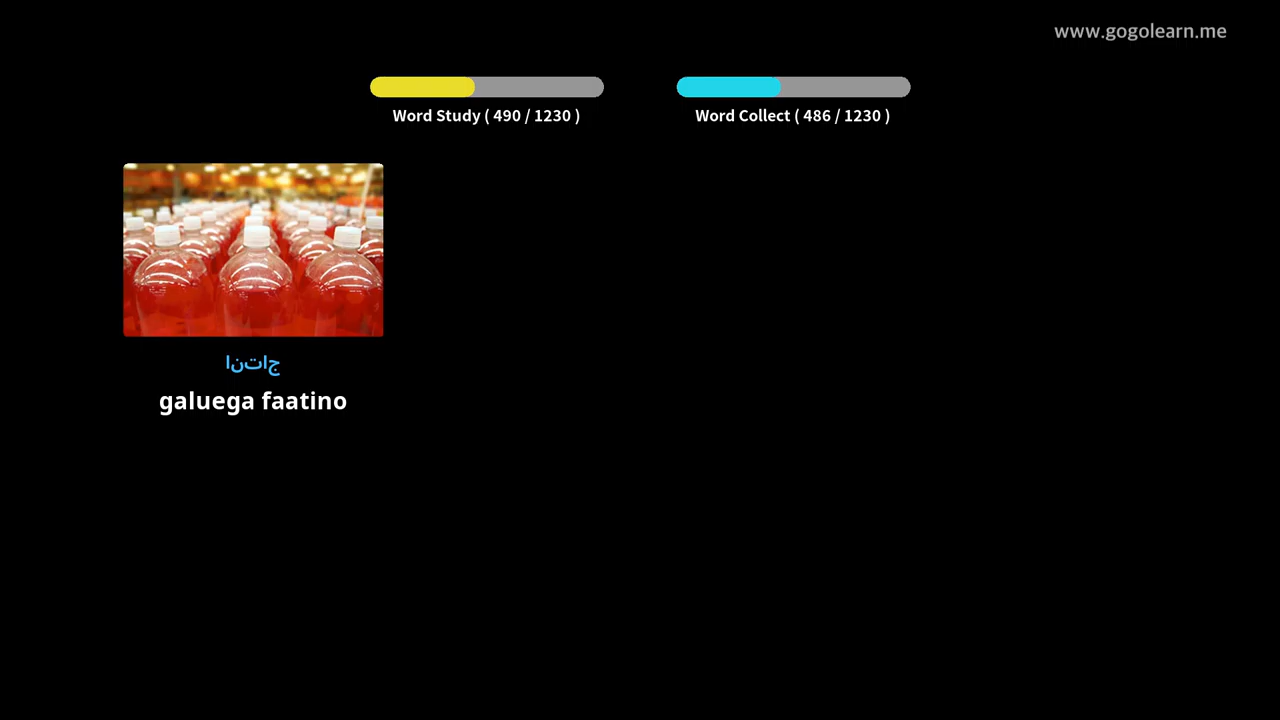 www.gogolearn.me
Word Study ( 490 / 1230 )
Word Collect ( 486 / 1230 )
انتاج
galuega faatino